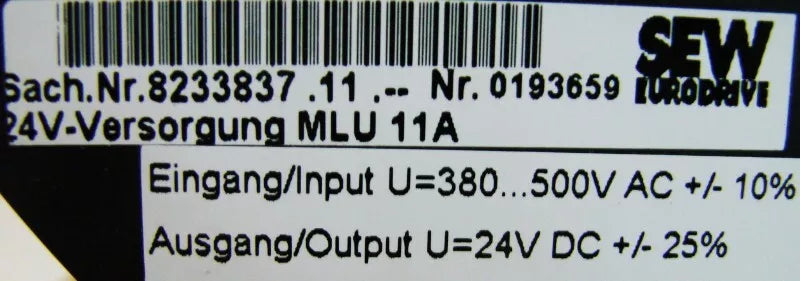 SEW
EURODRIVE
Sach.Nr.8233837 .11 .-- Nr. 0193659
24V-Versorgung MLU 11A
Eingang/Input U=380...500V AC +/- 10%
Ausgang/Output U=24V DC +/- 25%